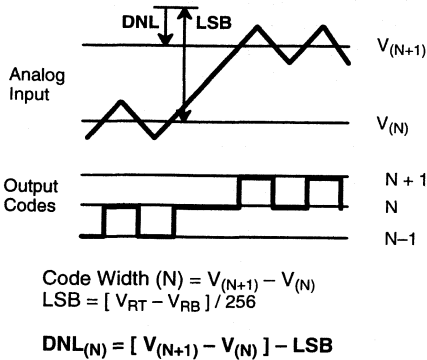 DNL LSB
V(N+1)
Analog
Input
V(N)
Output
Codes
N + 1
N
N–1
Code Width (N) = V(N+1) – V(N)
LSB = [ VRT – VRB ] / 256
DNL(N) = [ V(N+1) – V(N) ] – LSB